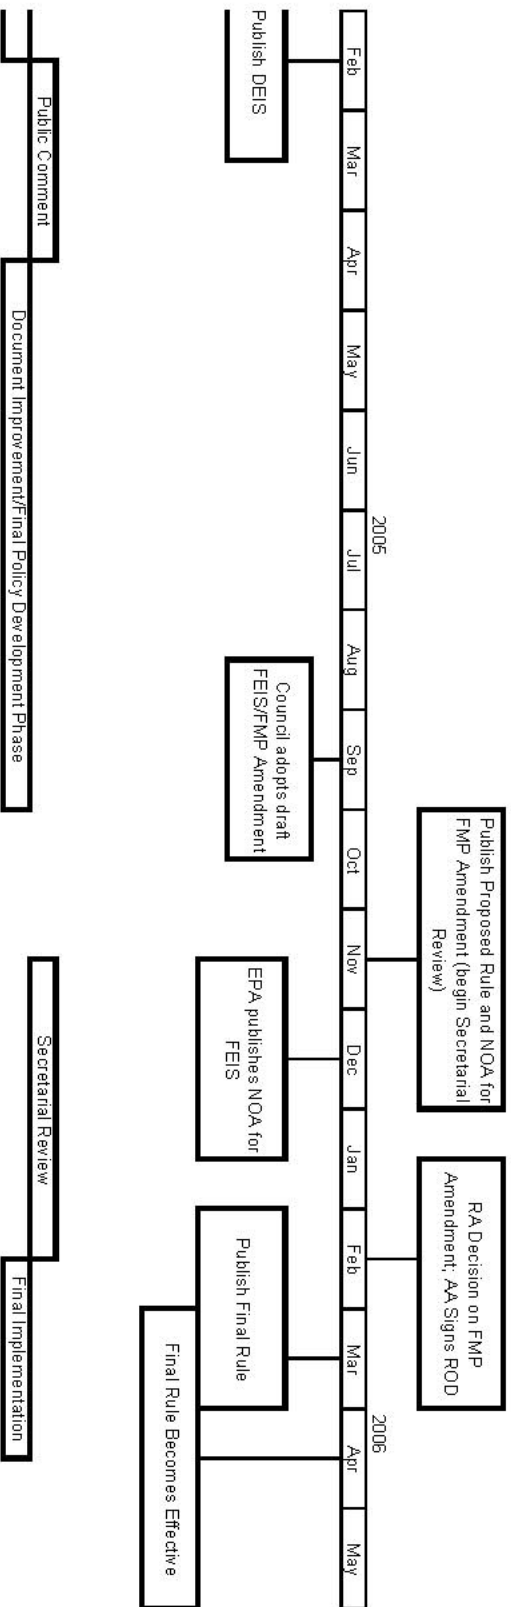 Publish Proposed Rule and NOA for
FMP Amendment (begin Secretarial
Review)
RA Decision on FMP
Amendment; AA Signs ROD
2005
2006
Feb
Mar
Apr
May
Jun
Jul
Aug
Sep
Oct
Nov
Dec
Jan
Feb
Mar
Apr
May
Publish DEIS
Council adopts draft
FEIS/FMP Amendment
EPA publishes NOA for
FEIS
Publish Final Rule
Final Rule Becomes Effective
Public Comment
Secretarial Review
Document Improvement/Final Policy Development Phase
Final Implementation